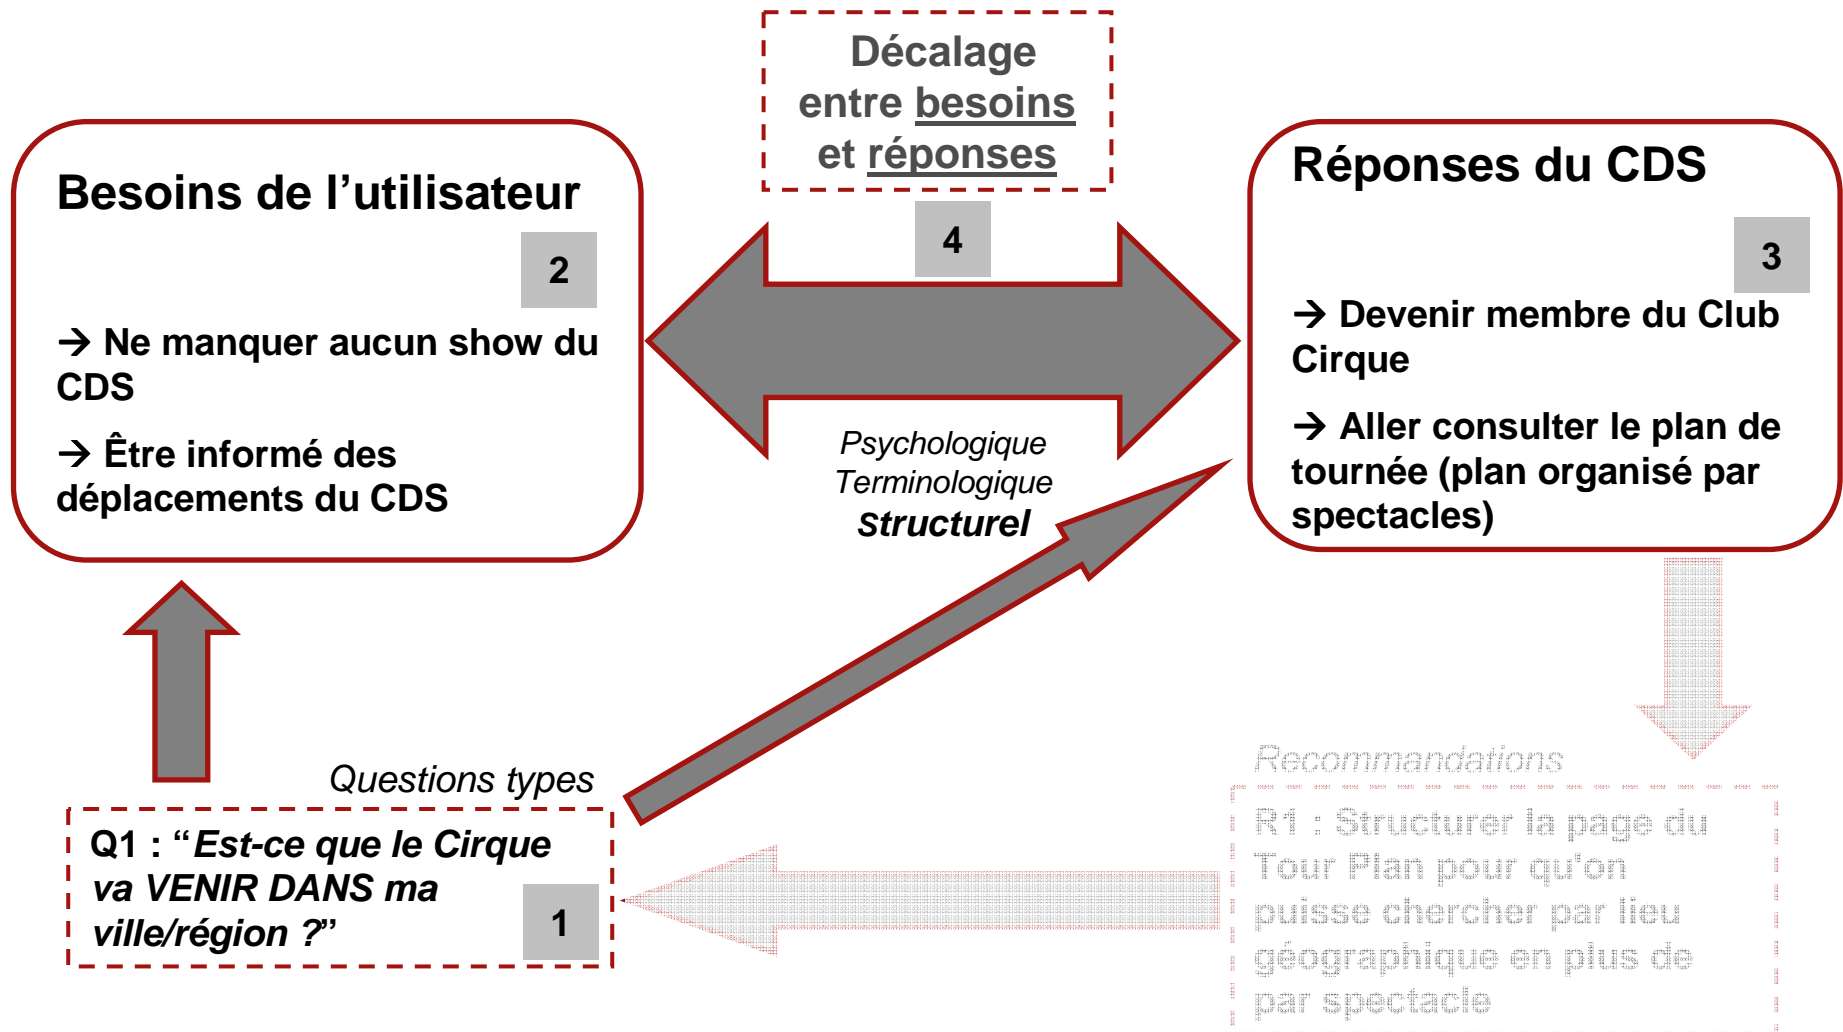 Décalage
entre besoins
et réponses
4
Besoins de l’utilisateur
2
→ Ne manquer aucun show du
CDS
→ Être informé des
déplacements du CDS
Réponses du CDS
3
→ Devenir membre du Club
Cirque
→ Aller consulter le plan de
tournée (plan organisé par
spectacles)
Psychologique
Terminologique
Structurel
Questions types
Q1 : “Est-ce que le Cirque
va VENIR DANS ma
ville/région ?”
1
Recommandations
R1 : Structurer la page du
Tour Plan pour qu'on
puisse chercher par lieu
géographique en plus de
par spectacle